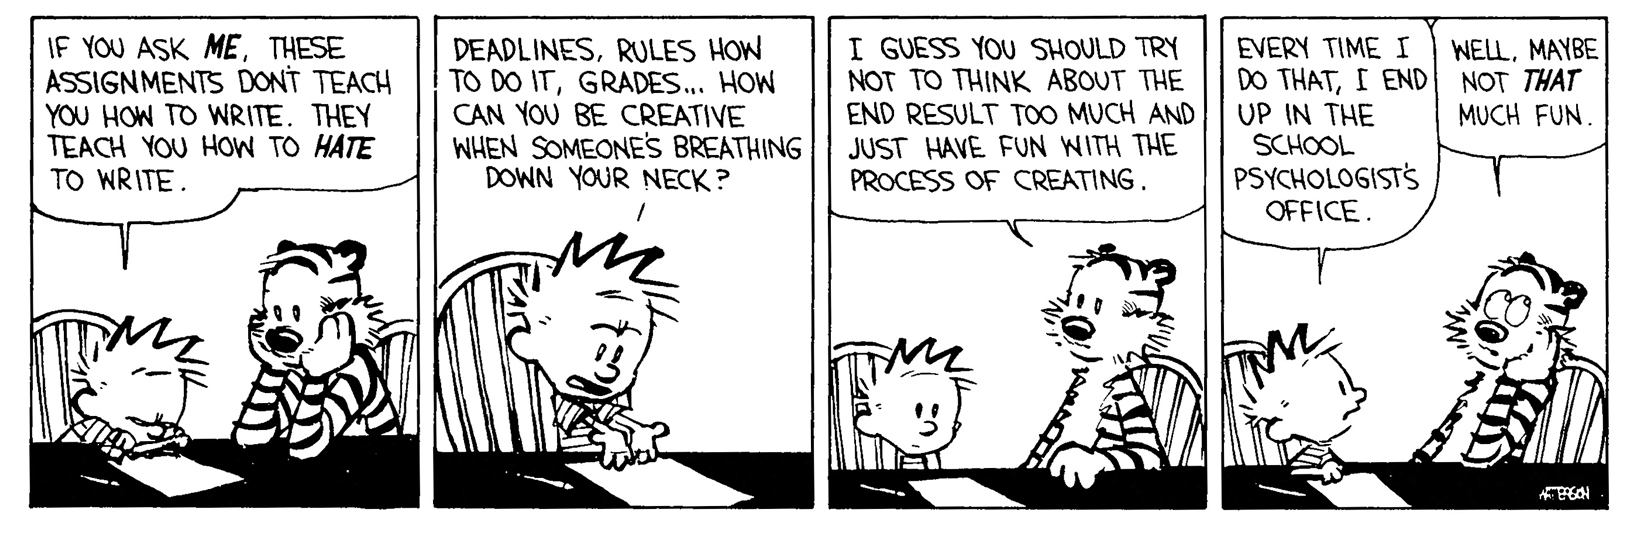 IF YOU ASK ME, THESE
ASSIGNMENTS DON'T TEACH
YOU HOW TO WRITE. THEY
TEACH YOU HOW TO HATE
TO WRITE.
DEADLINES, RULES HOW
TO DO IT, GRADES... HOW
CAN YOU BE CREATIVE
WHEN SOMEONE'S BREATHING
DOWN YOUR NECK?
I GUESS YOU SHOULD TRY
NOT TO THINK ABOUT THE
END RESULT TOO MUCH AND
JUST HAVE FUN WITH THE
PROCESS OF CREATING.
EVERY TIME I
DO THAT, I END
UP IN THE
SCHOOL
PSYCHOLOGIST'S
OFFICE.
WELL, MAYBE
NOT THAT
MUCH FUN.